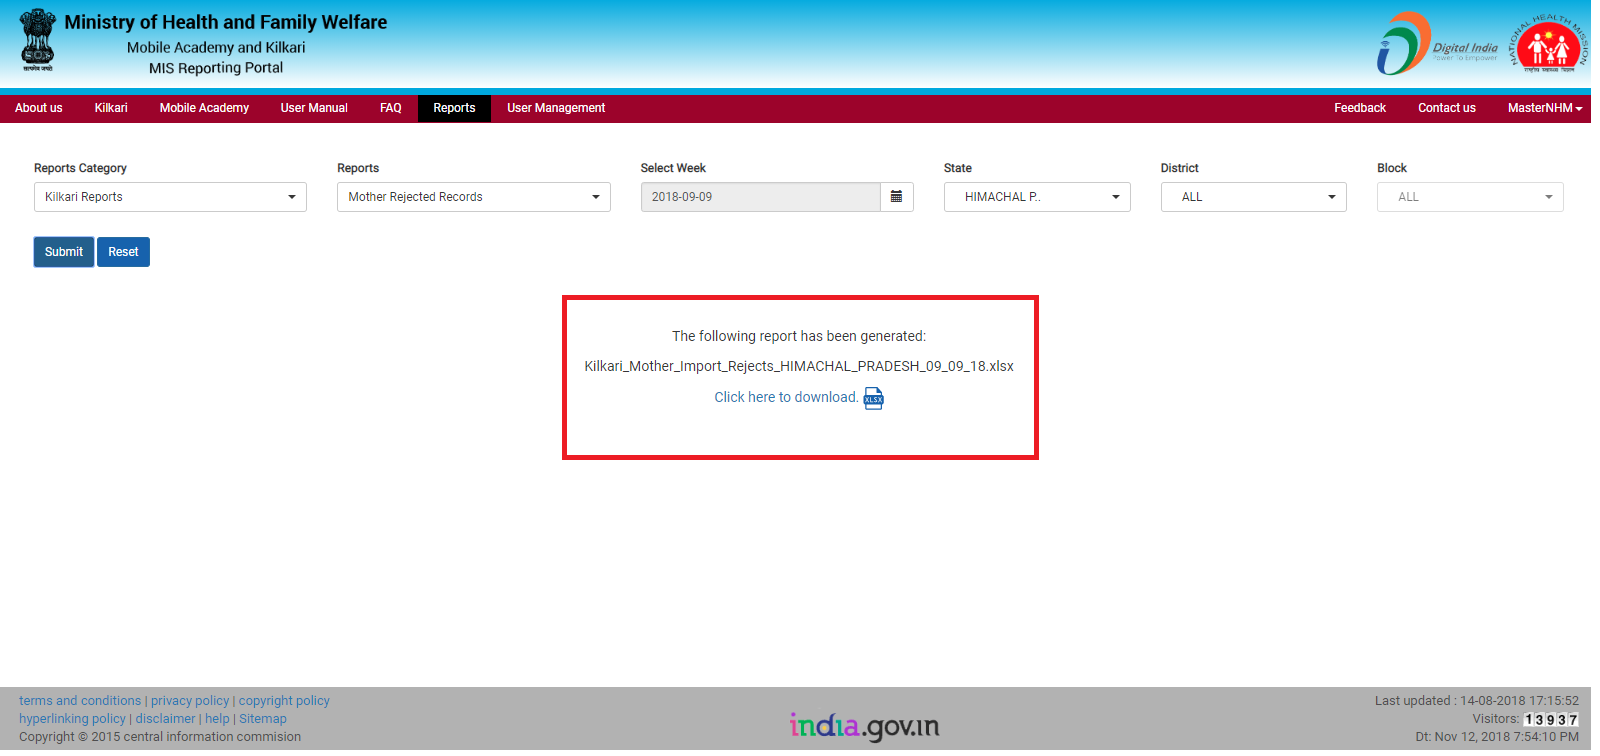 Ministry of Health and Family Welfare
Mobile Academy and Kilkari
MIS Reporting Portal
सत्यमेव जयते
Digital India
Power To Empower
NATIONAL HEALTH MISSION
राष्ट्रीय स्वास्थ्य मिशन
About us Kilkari Mobile Academy User Manual FAQ Reports User Management Feedback Contact us MasterNHM
Reports Category Reports Select Week State District Block
Kilkari Reports Mother Rejected Records 2018-09-09 HIMACHAL P.. ALL ALL
Submit Reset
The following report has been generated:
Kilkari_Mother_Import_Rejects_HIMACHAL_PRADESH_09_09_18.xlsx
Click here to download. XLSX
terms and conditions | privacy policy | copyright policy
hyperlinking policy | disclaimer | help | Sitemap
Copyright © 2015 central information commision
india.gov.in
Last updated : 14-08-2018 17:15:52
Visitors: 13937
Dt: Nov 12, 2018 7:54:10 PM